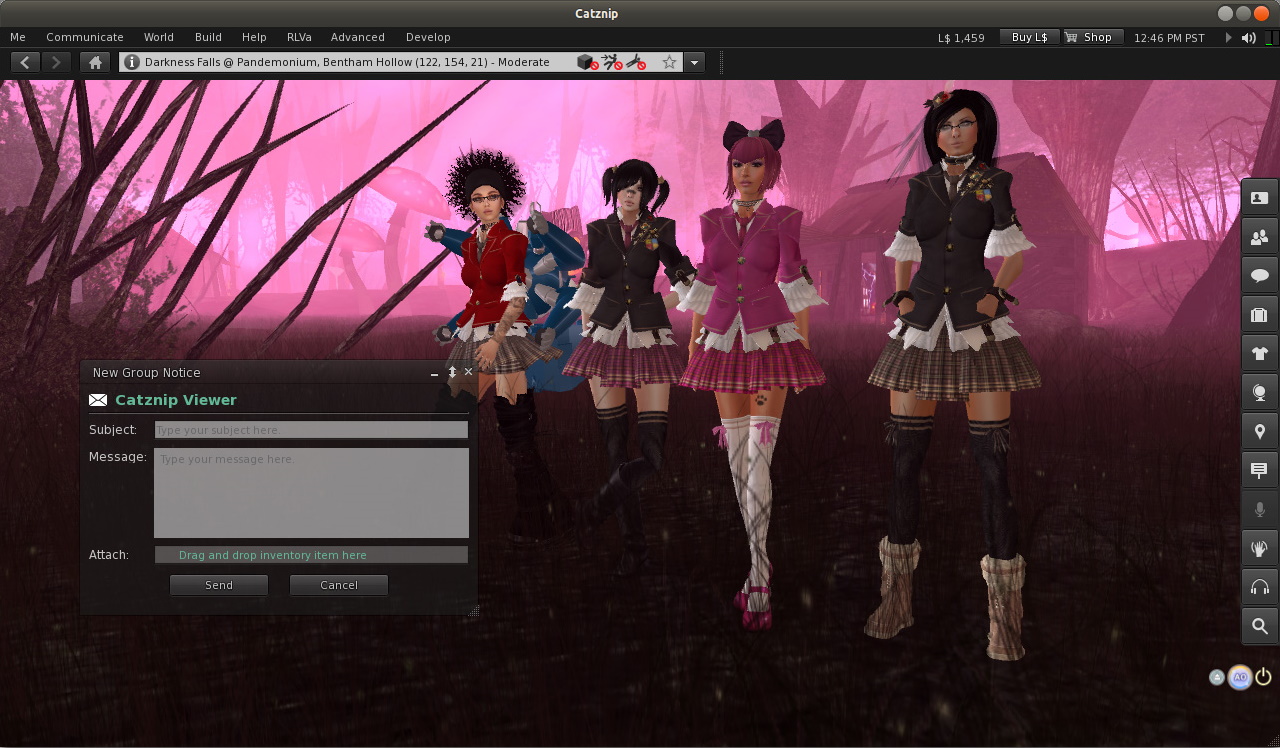 Catznip
Me Communicate World Build Help RLVa Advanced Develop L$ 1,459 Buy L$ Shop 12:46 PM PST
Darkness Falls @ Pandemonium, Bentham Hollow (122, 154, 21) - Moderate
New Group Notice
Catznip Viewer
Subject: Type your subject here.
Message: Type your message here.
Attach: Drag and drop inventory item here
Send Cancel
AO